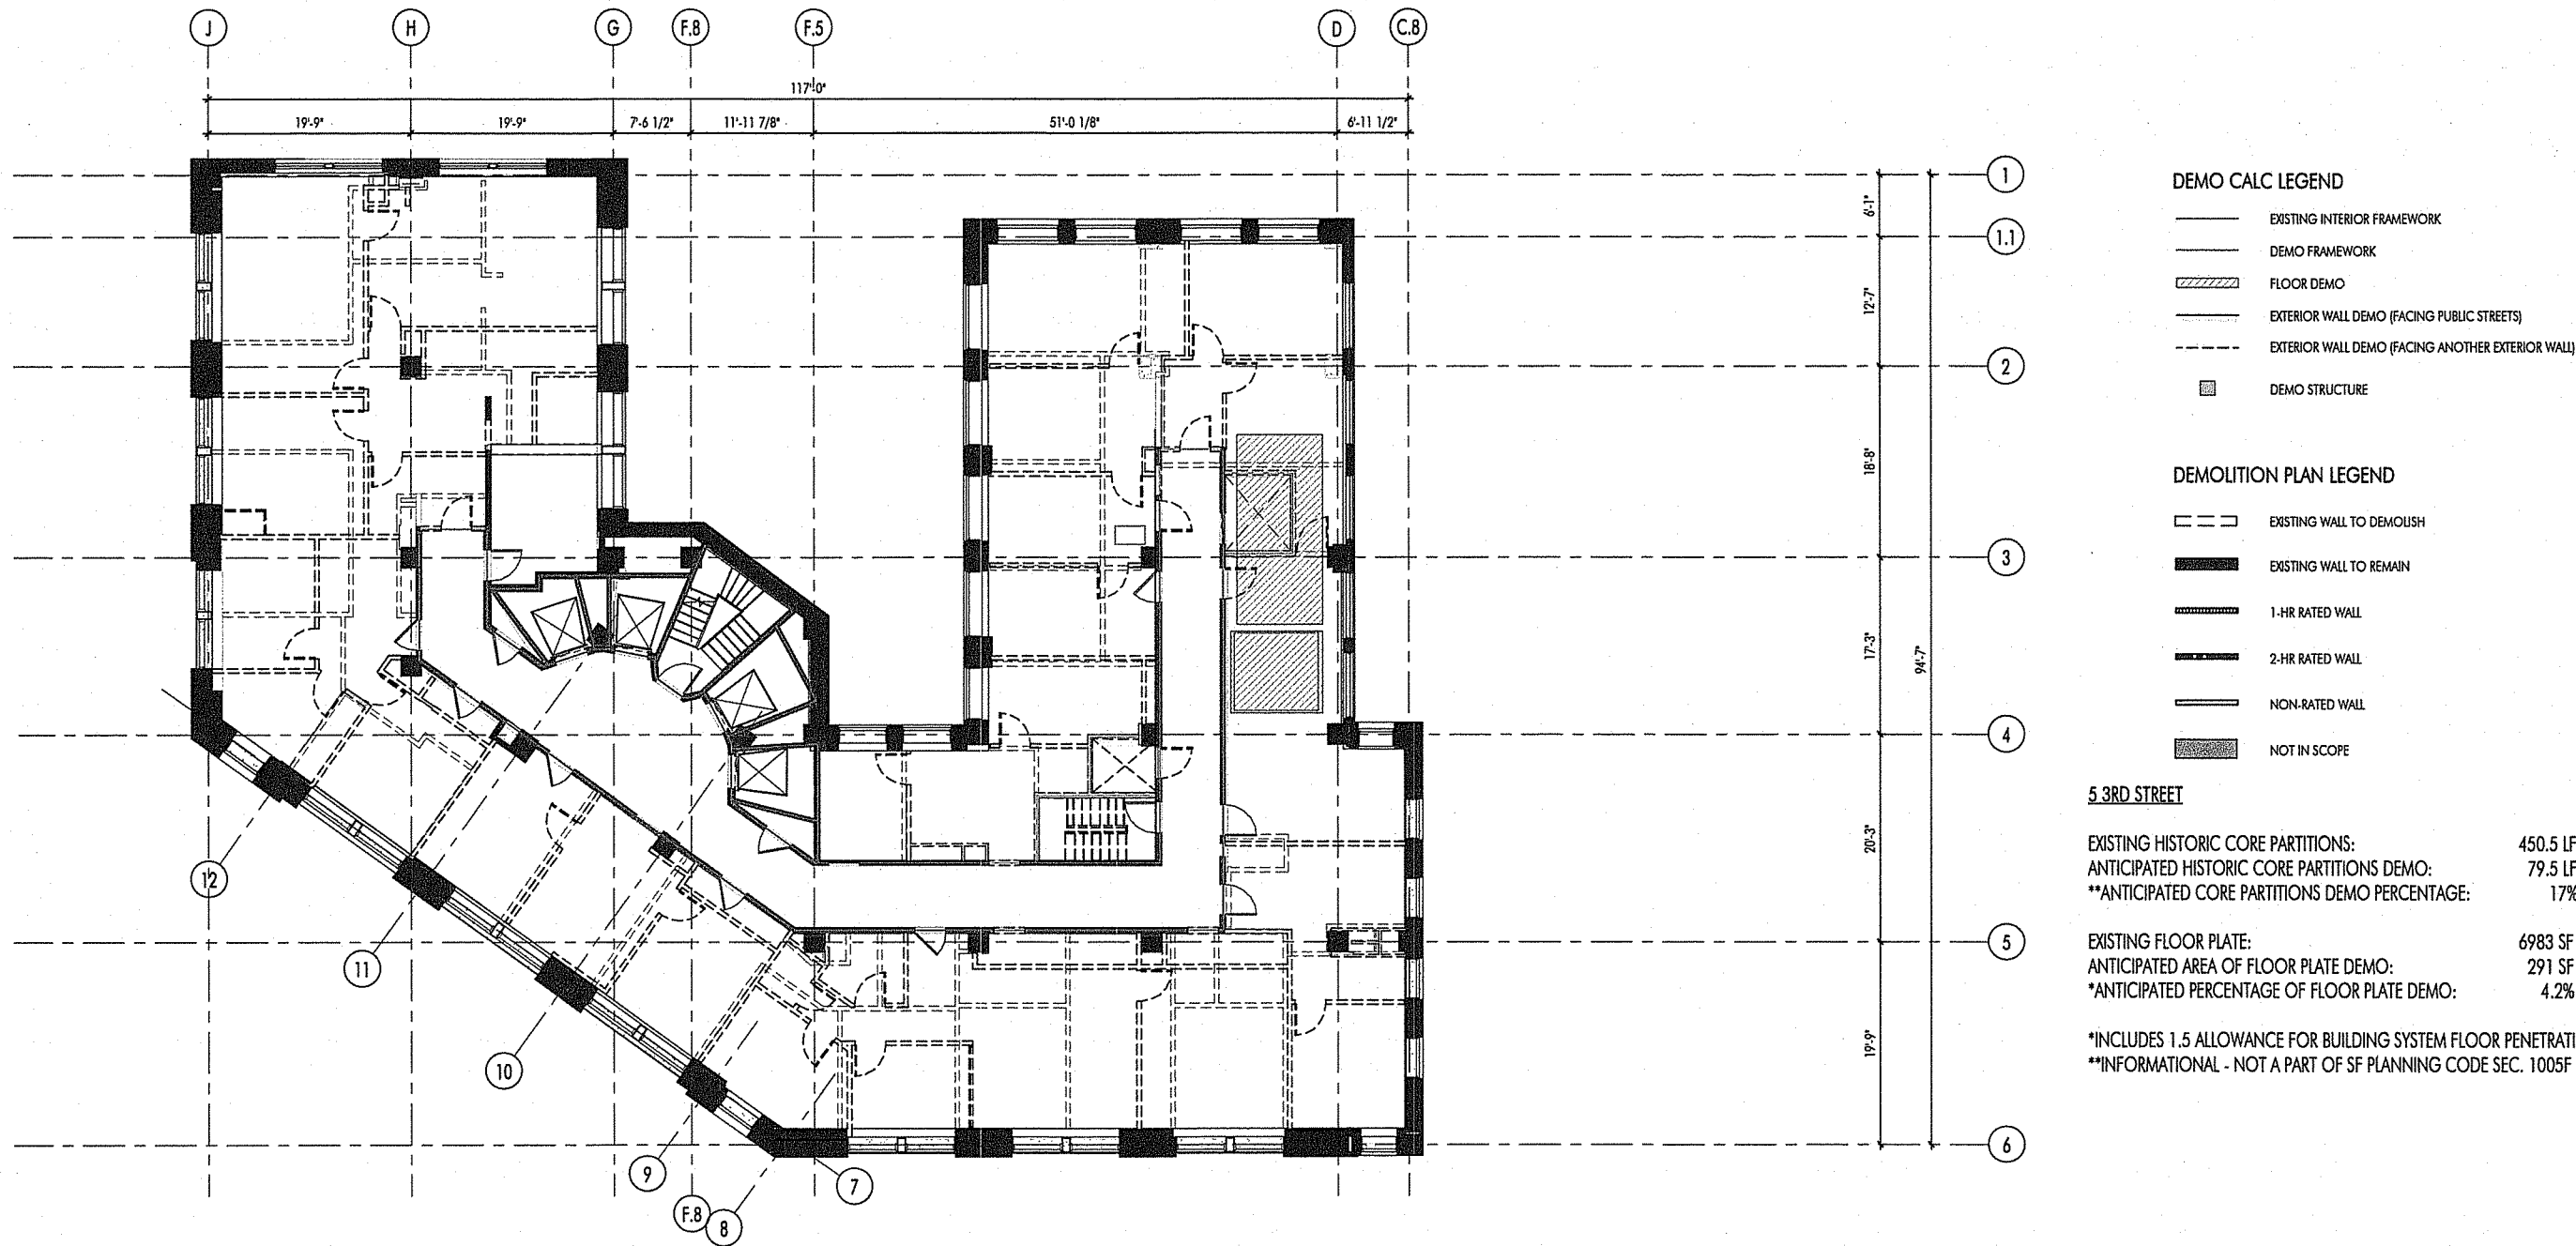 J H G F.8 F.5 D C.8
117'-0"
19'-9" 19'-9" 7'-6 1/2" 11'-11 7/8" 51'-0 1/8" 6'-11 1/2"
1
6'-1"
1.1
12'-7"
2
18'-8"
3
17'-3"
94'-7"
4
20'-3"
5
19'-9"
6
12
11
10
9
F.8
8
7
DEMO CALC LEGEND
EXISTING INTERIOR FRAMEWORK
DEMO FRAMEWORK
FLOOR DEMO
EXTERIOR WALL DEMO (FACING PUBLIC STREETS)
EXTERIOR WALL DEMO (FACING ANOTHER EXTERIOR WALL)
DEMO STRUCTURE
DEMOLITION PLAN LEGEND
EXISTING WALL TO DEMOLISH
EXISTING WALL TO REMAIN
1-HR RATED WALL
2-HR RATED WALL
NON-RATED WALL
NOT IN SCOPE
5 3RD STREET
EXISTING HISTORIC CORE PARTITIONS: 450.5 LF
ANTICIPATED HISTORIC CORE PARTITIONS DEMO: 79.5 LF
**ANTICIPATED CORE PARTITIONS DEMO PERCENTAGE: 17%
EXISTING FLOOR PLATE: 6983 SF
ANTICIPATED AREA OF FLOOR PLATE DEMO: 291 SF
*ANTICIPATED PERCENTAGE OF FLOOR PLATE DEMO: 4.2%
*INCLUDES 1.5 ALLOWANCE FOR BUILDING SYSTEM FLOOR PENETRATI
**INFORMATIONAL - NOT A PART OF SF PLANNING CODE SEC. 1005F